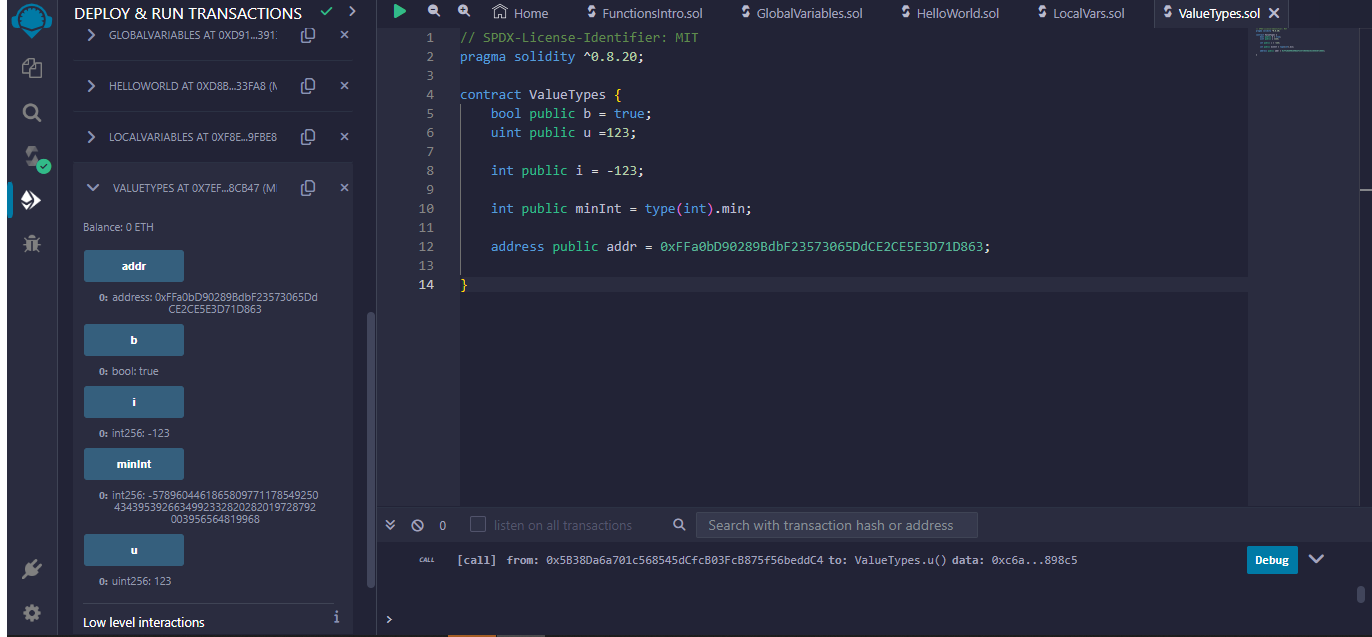 DEPLOY & RUN TRANSACTIONS
GLOBALVARIABLES AT 0XD91...391
HELLOWORLD AT 0XD8B...33FA8 (M
LOCALVARIABLES AT 0XF8E...9FBE8
VALUETYPES AT 0X7EF...8CB47 (M
Balance: 0 ETH
addr
0: address: 0xFFa0bD90289BdbF23573065Dd
CE2CE5E3D71D863
b
0: bool: true
i
0: int256: -123
minInt
0: int256: -5789604461865809771178549250
4343953926634992332820282019728792
003956564819968
u
0: uint256: 123
Low level interactions
i
Home
FunctionsIntro.sol
GlobalVariables.sol
HelloWorld.sol
LocalVars.sol
ValueTypes.sol
1 // SPDX-License-Identifier: MIT
2 pragma solidity ^0.8.20;
3
4 contract ValueTypes {
5 bool public b = true;
6 uint public u =123;
7
8 int public i = -123;
9
10 int public minInt = type(int).min;
11
12 address public addr = 0xFFa0bD90289BdbF23573065DdCE2CE5E3D71D863;
13
14 }
0
listen on all transactions
Search with transaction hash or address
CALL [call] from: 0x5B38Da6a701c568545dCfcB03FcB875f56beddC4 to: ValueTypes.u() data: 0xc6a...898c5
Debug
>